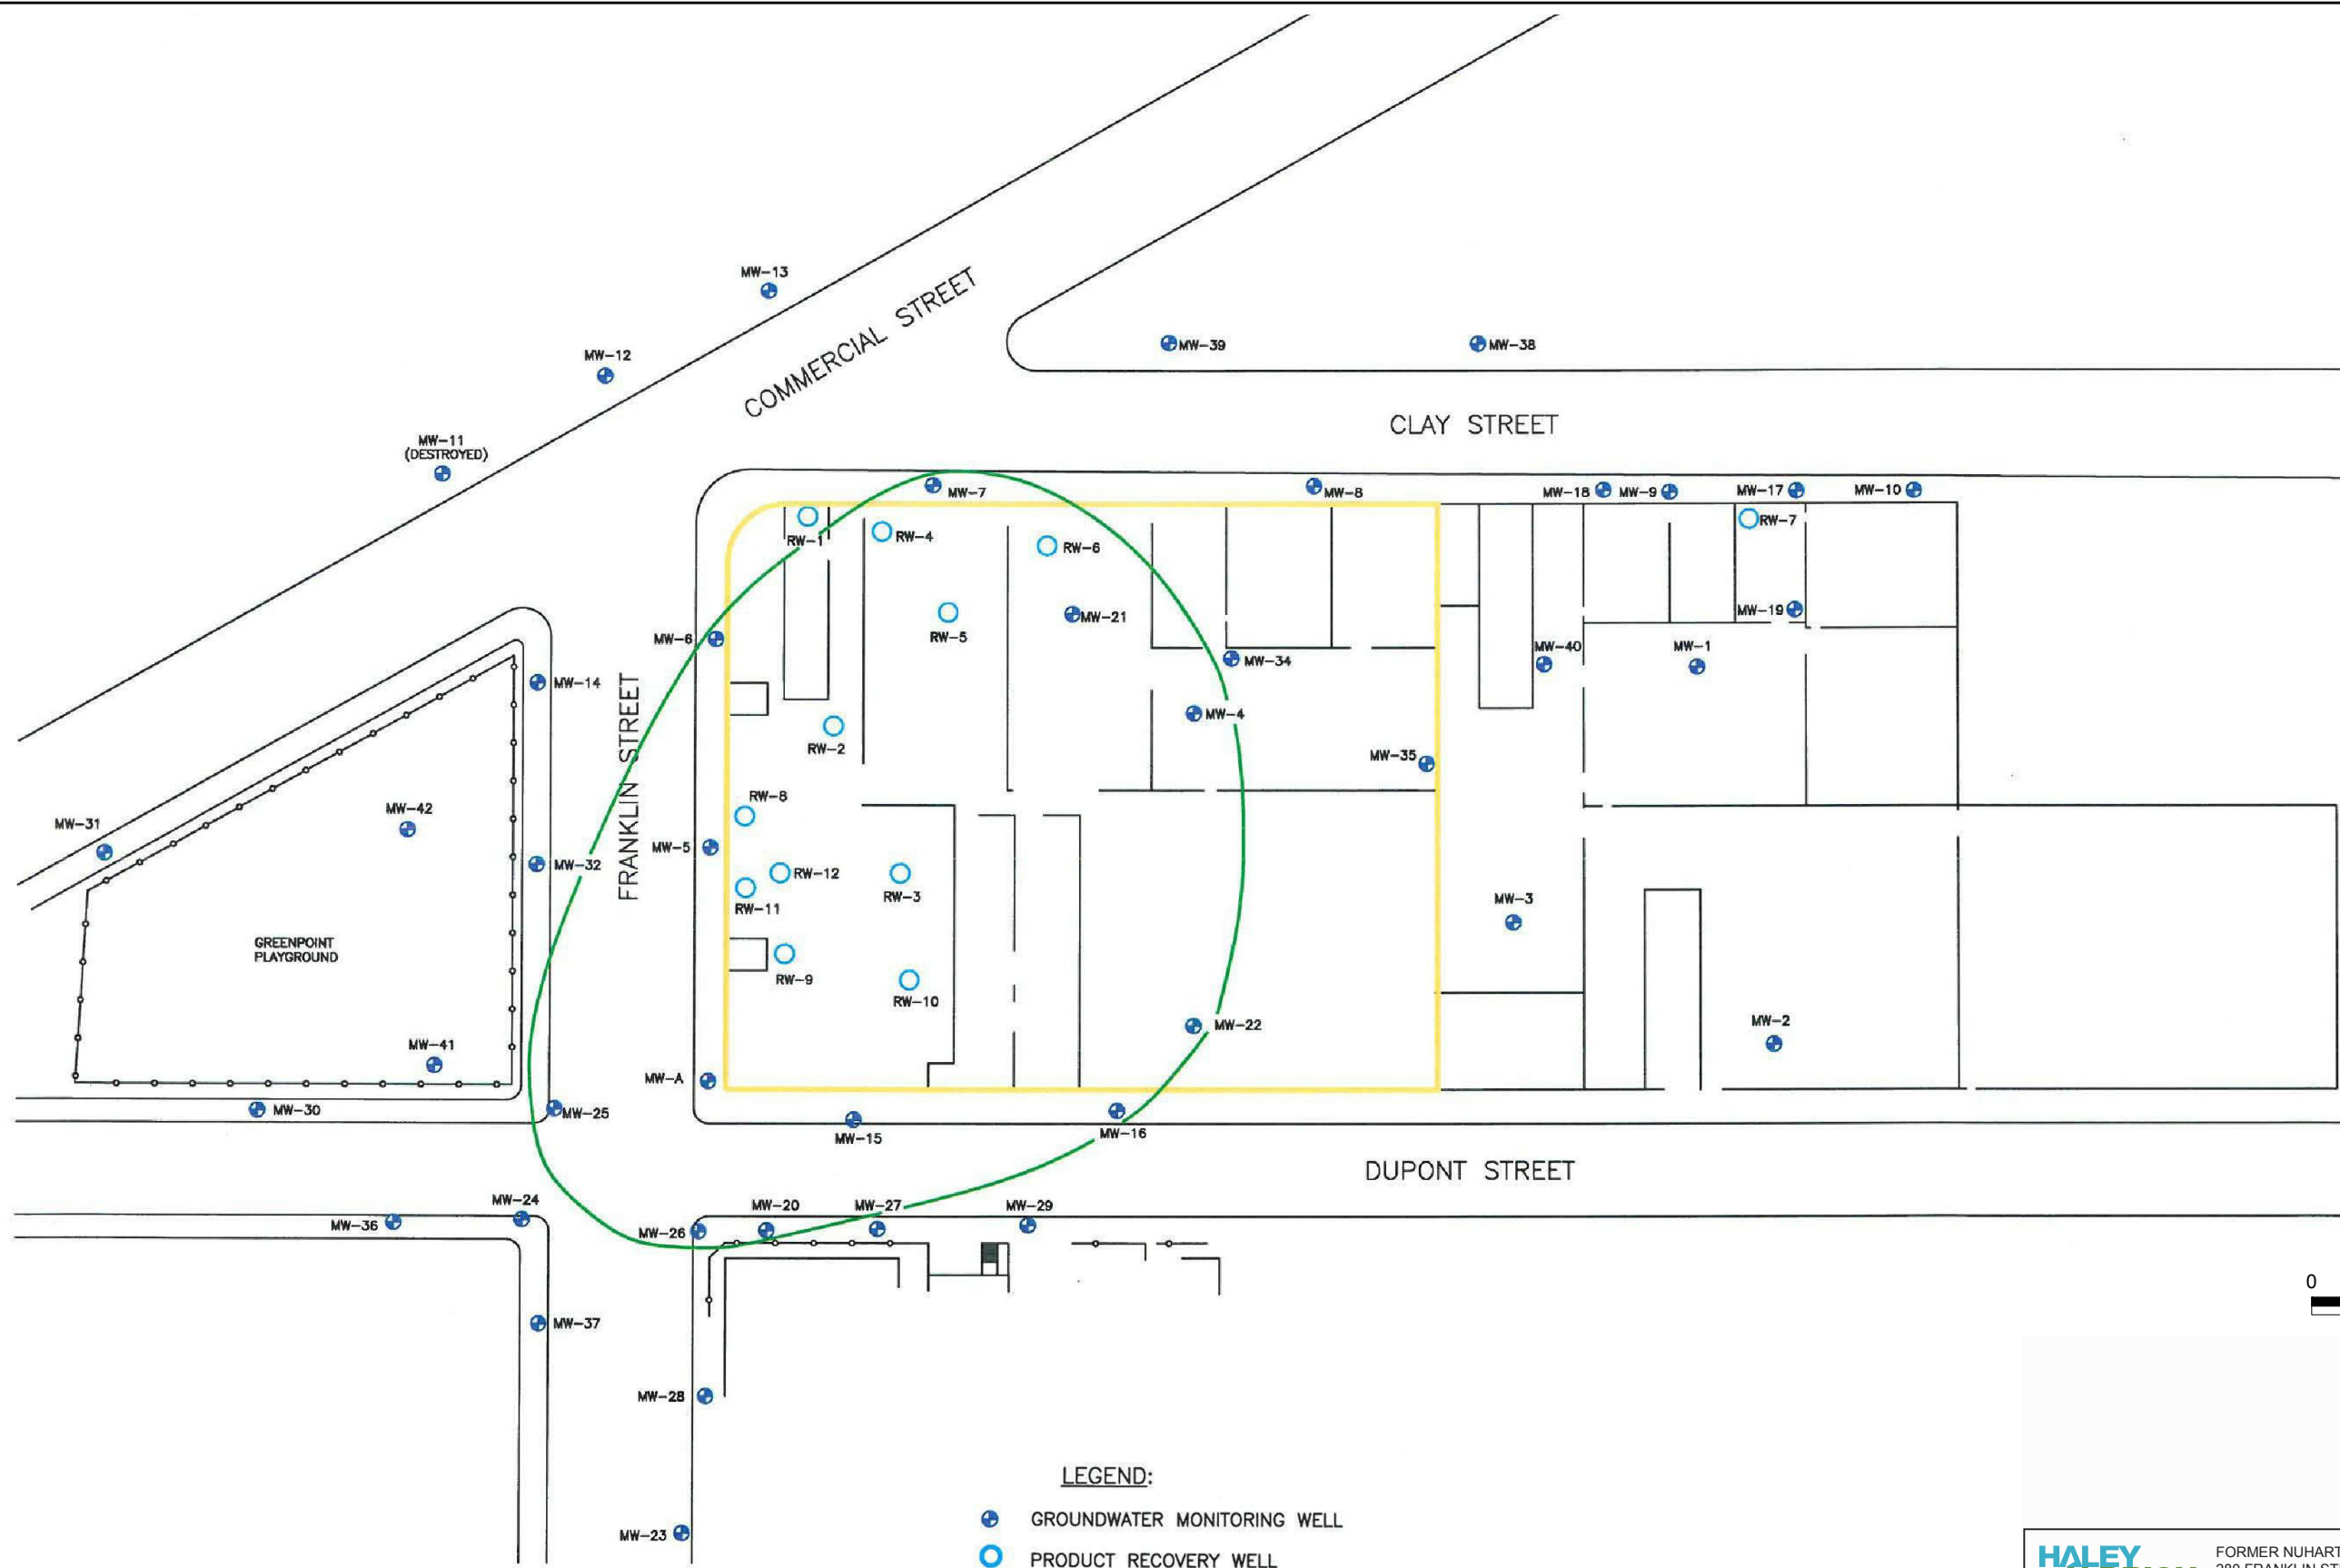 MW-13
COMMERCIAL STREET
MW-39
MW-38
MW-12
CLAY STREET
MW-11
(DESTROYED)
MW-7
MW-8
MW-18
MW-9
MW-17
MW-10
RW-1
RW-4
RW-6
RW-7
MW-6
RW-5
MW-21
MW-19
MW-34
MW-40
MW-1
MW-14
FRANKLIN STREET
MW-4
RW-2
MW-35
RW-8
MW-42
MW-31
MW-5
MW-32
RW-12
RW-3
RW-11
MW-3
GREENPOINT
PLAYGROUND
RW-9
RW-10
MW-22
MW-2
MW-41
MW-A
MW-30
MW-25
MW-15
MW-16
DUPONT STREET
MW-24
MW-36
MW-20
MW-27
MW-29
MW-26
0
MW-37
MW-28
LEGEND:
GROUNDWATER MONITORING WELL
MW-23
PRODUCT RECOVERY WELL
HALEY
FORMER NUHART